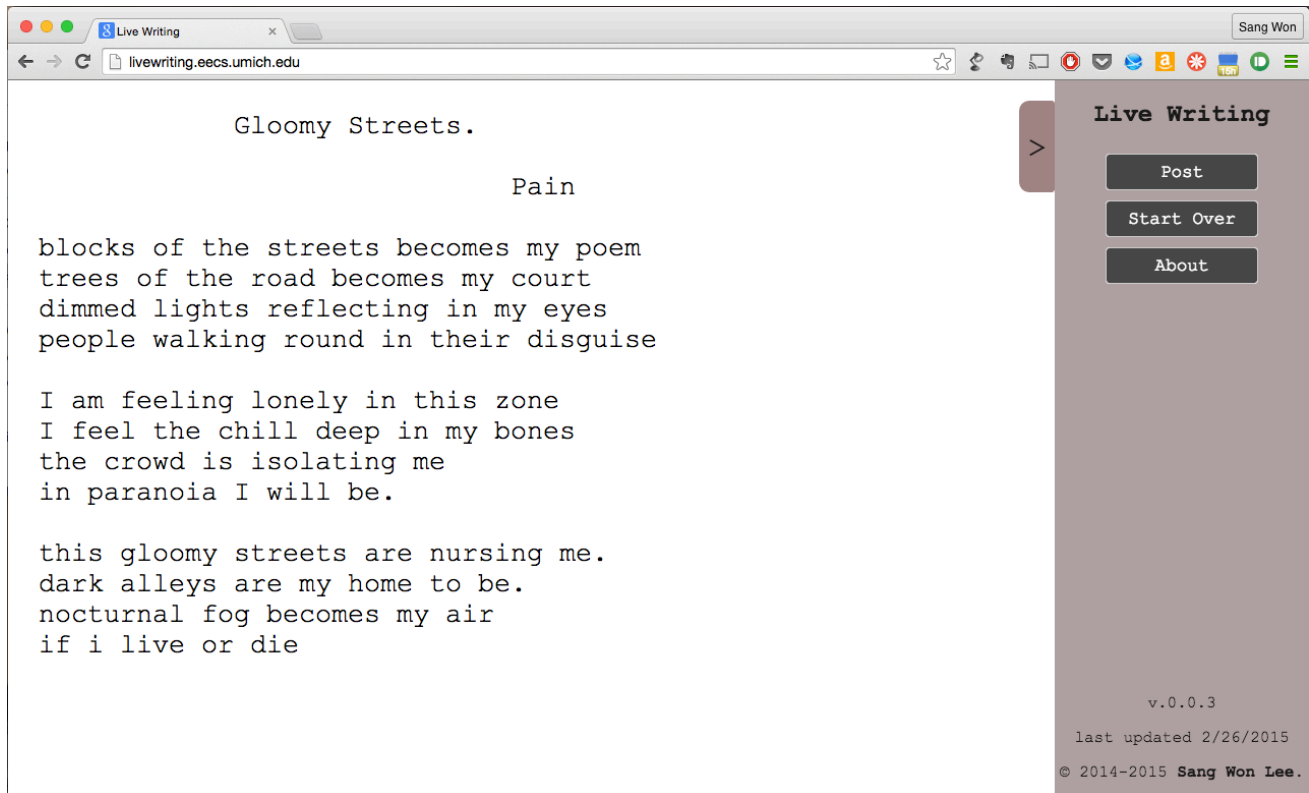 Live Writing
Sang Won
livewriting.eecs.umich.edu
15h
Gloomy Streets.
Pain
blocks of the streets becomes my poem
trees of the road becomes my court
dimmed lights reflecting in my eyes
people walking round in their disguise
I am feeling lonely in this zone
I feel the chill deep in my bones
the crowd is isolating me
in paranoia I will be.
this gloomy streets are nursing me.
dark alleys are my home to be.
nocturnal fog becomes my air
if i live or die
>
Live Writing
Post
Start Over
About
v.0.0.3
last updated 2/26/2015
© 2014-2015 Sang Won Lee.